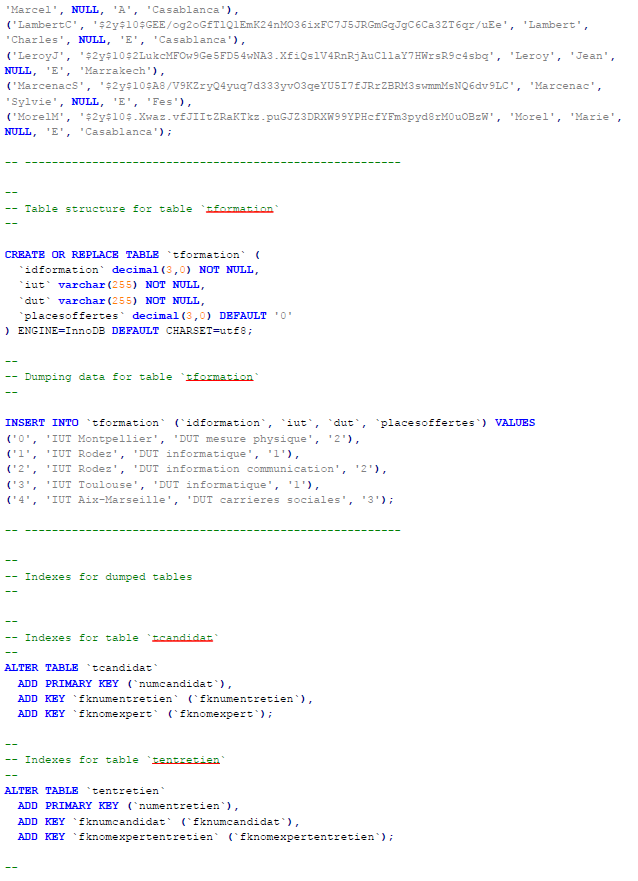 'Marcel', NULL, 'A', 'Casablanca'),
('LambertC', '$2y$10$GEE/og2oGfTlQ1EmK24nMO36ixFC7J5JRGmGqJgC6Ca3ZT6qr/uEe', 'Lambert',
'Charles', NULL, 'E', 'Casablanca'),
('LeroyJ', '$2y$10$2LukcMFOw9Ge5FD54wNA3.XfiQslV4RnRjAuCllaY7HWrsR9c4sbq', 'Leroy', 'Jean',
NULL, 'E', 'Marrakech'),
('MarcenacS', '$2y$10$A8/V9KZryQ4yuq7d333yvO3qeYU5I7fJRrZBRM3swmmMsNQ6dv9LC', 'Marcenac',
'Sylvie', NULL, 'E', 'Fes'),
('MorelM', '$2y$10$.Xwaz.vfJIItZRaKTkz.puGJZ3DRXW99YPHcfYFm3pyd8rM0uOBzW', 'Morel', 'Marie',
NULL, 'E', 'Casablanca');
-- --------------------------------------------------------
--
-- Table structure for table `tformation`
--
CREATE OR REPLACE TABLE `tformation` (
`idformation` decimal(3,0) NOT NULL,
`iut` varchar(255) NOT NULL,
`dut` varchar(255) NOT NULL,
`placesoffertes` decimal(3,0) DEFAULT '0'
) ENGINE=InnoDB DEFAULT CHARSET=utf8;
--
-- Dumping data for table `tformation`
--
INSERT INTO `tformation` (`idformation`, `iut`, `dut`, `placesoffertes`) VALUES
('0', 'IUT Montpellier', 'DUT mesure physique', '2'),
('1', 'IUT Rodez', 'DUT informatique', '1'),
('2', 'IUT Rodez', 'DUT information communication', '2'),
('3', 'IUT Toulouse', 'DUT informatique', '1'),
('4', 'IUT Aix-Marseille', 'DUT carrieres sociales', '3');
-- --------------------------------------------------------
--
-- Indexes for dumped tables
--
--
-- Indexes for table `tcandidat`
--
ALTER TABLE `tcandidat`
ADD PRIMARY KEY (`numcandidat`),
ADD KEY `fknumentretien` (`fknumentretien`),
ADD KEY `fknomexpert` (`fknomexpert`);
--
-- Indexes for table `tentretien`
--
ALTER TABLE `tentretien`
ADD PRIMARY KEY (`numentretien`),
ADD KEY `fknumcandidat` (`fknumcandidat`),
ADD KEY `fknomexpertentretien` (`fknomexpertentretien`);
--